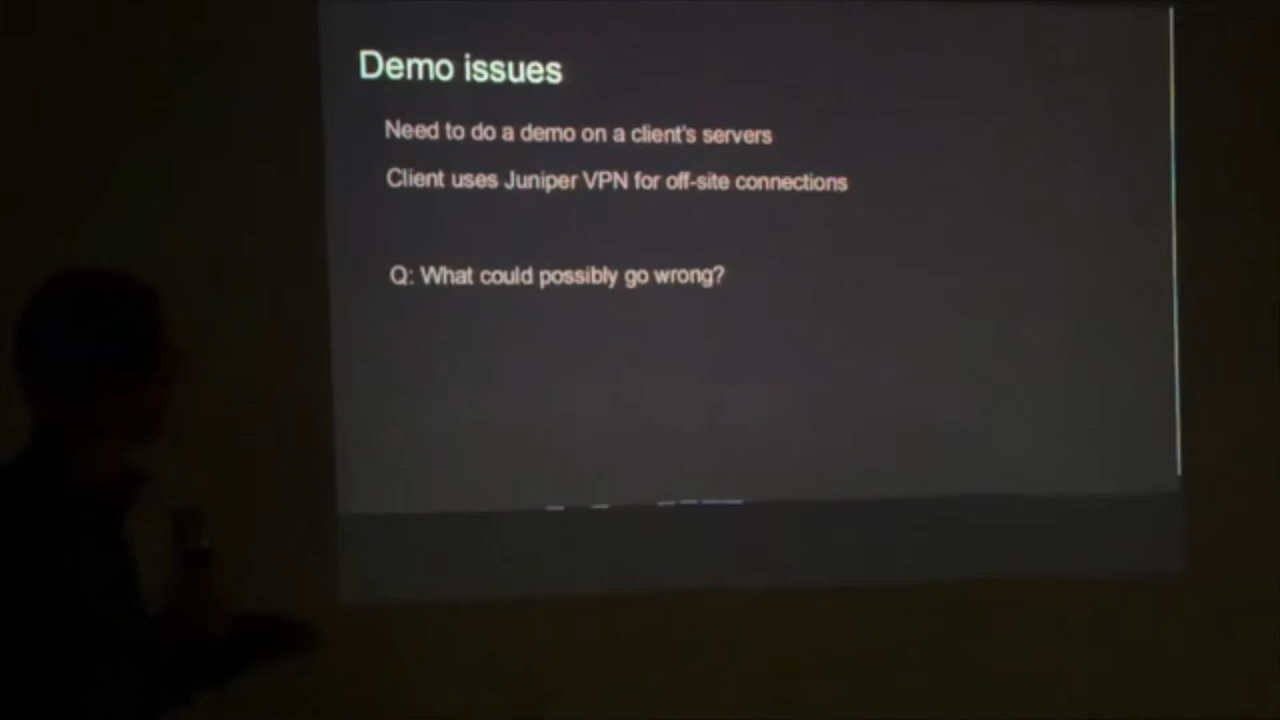 Demo issues
Need to do a demo on a client's servers
Client uses Juniper VPN for off-site connections
Q: What could possibly go wrong?